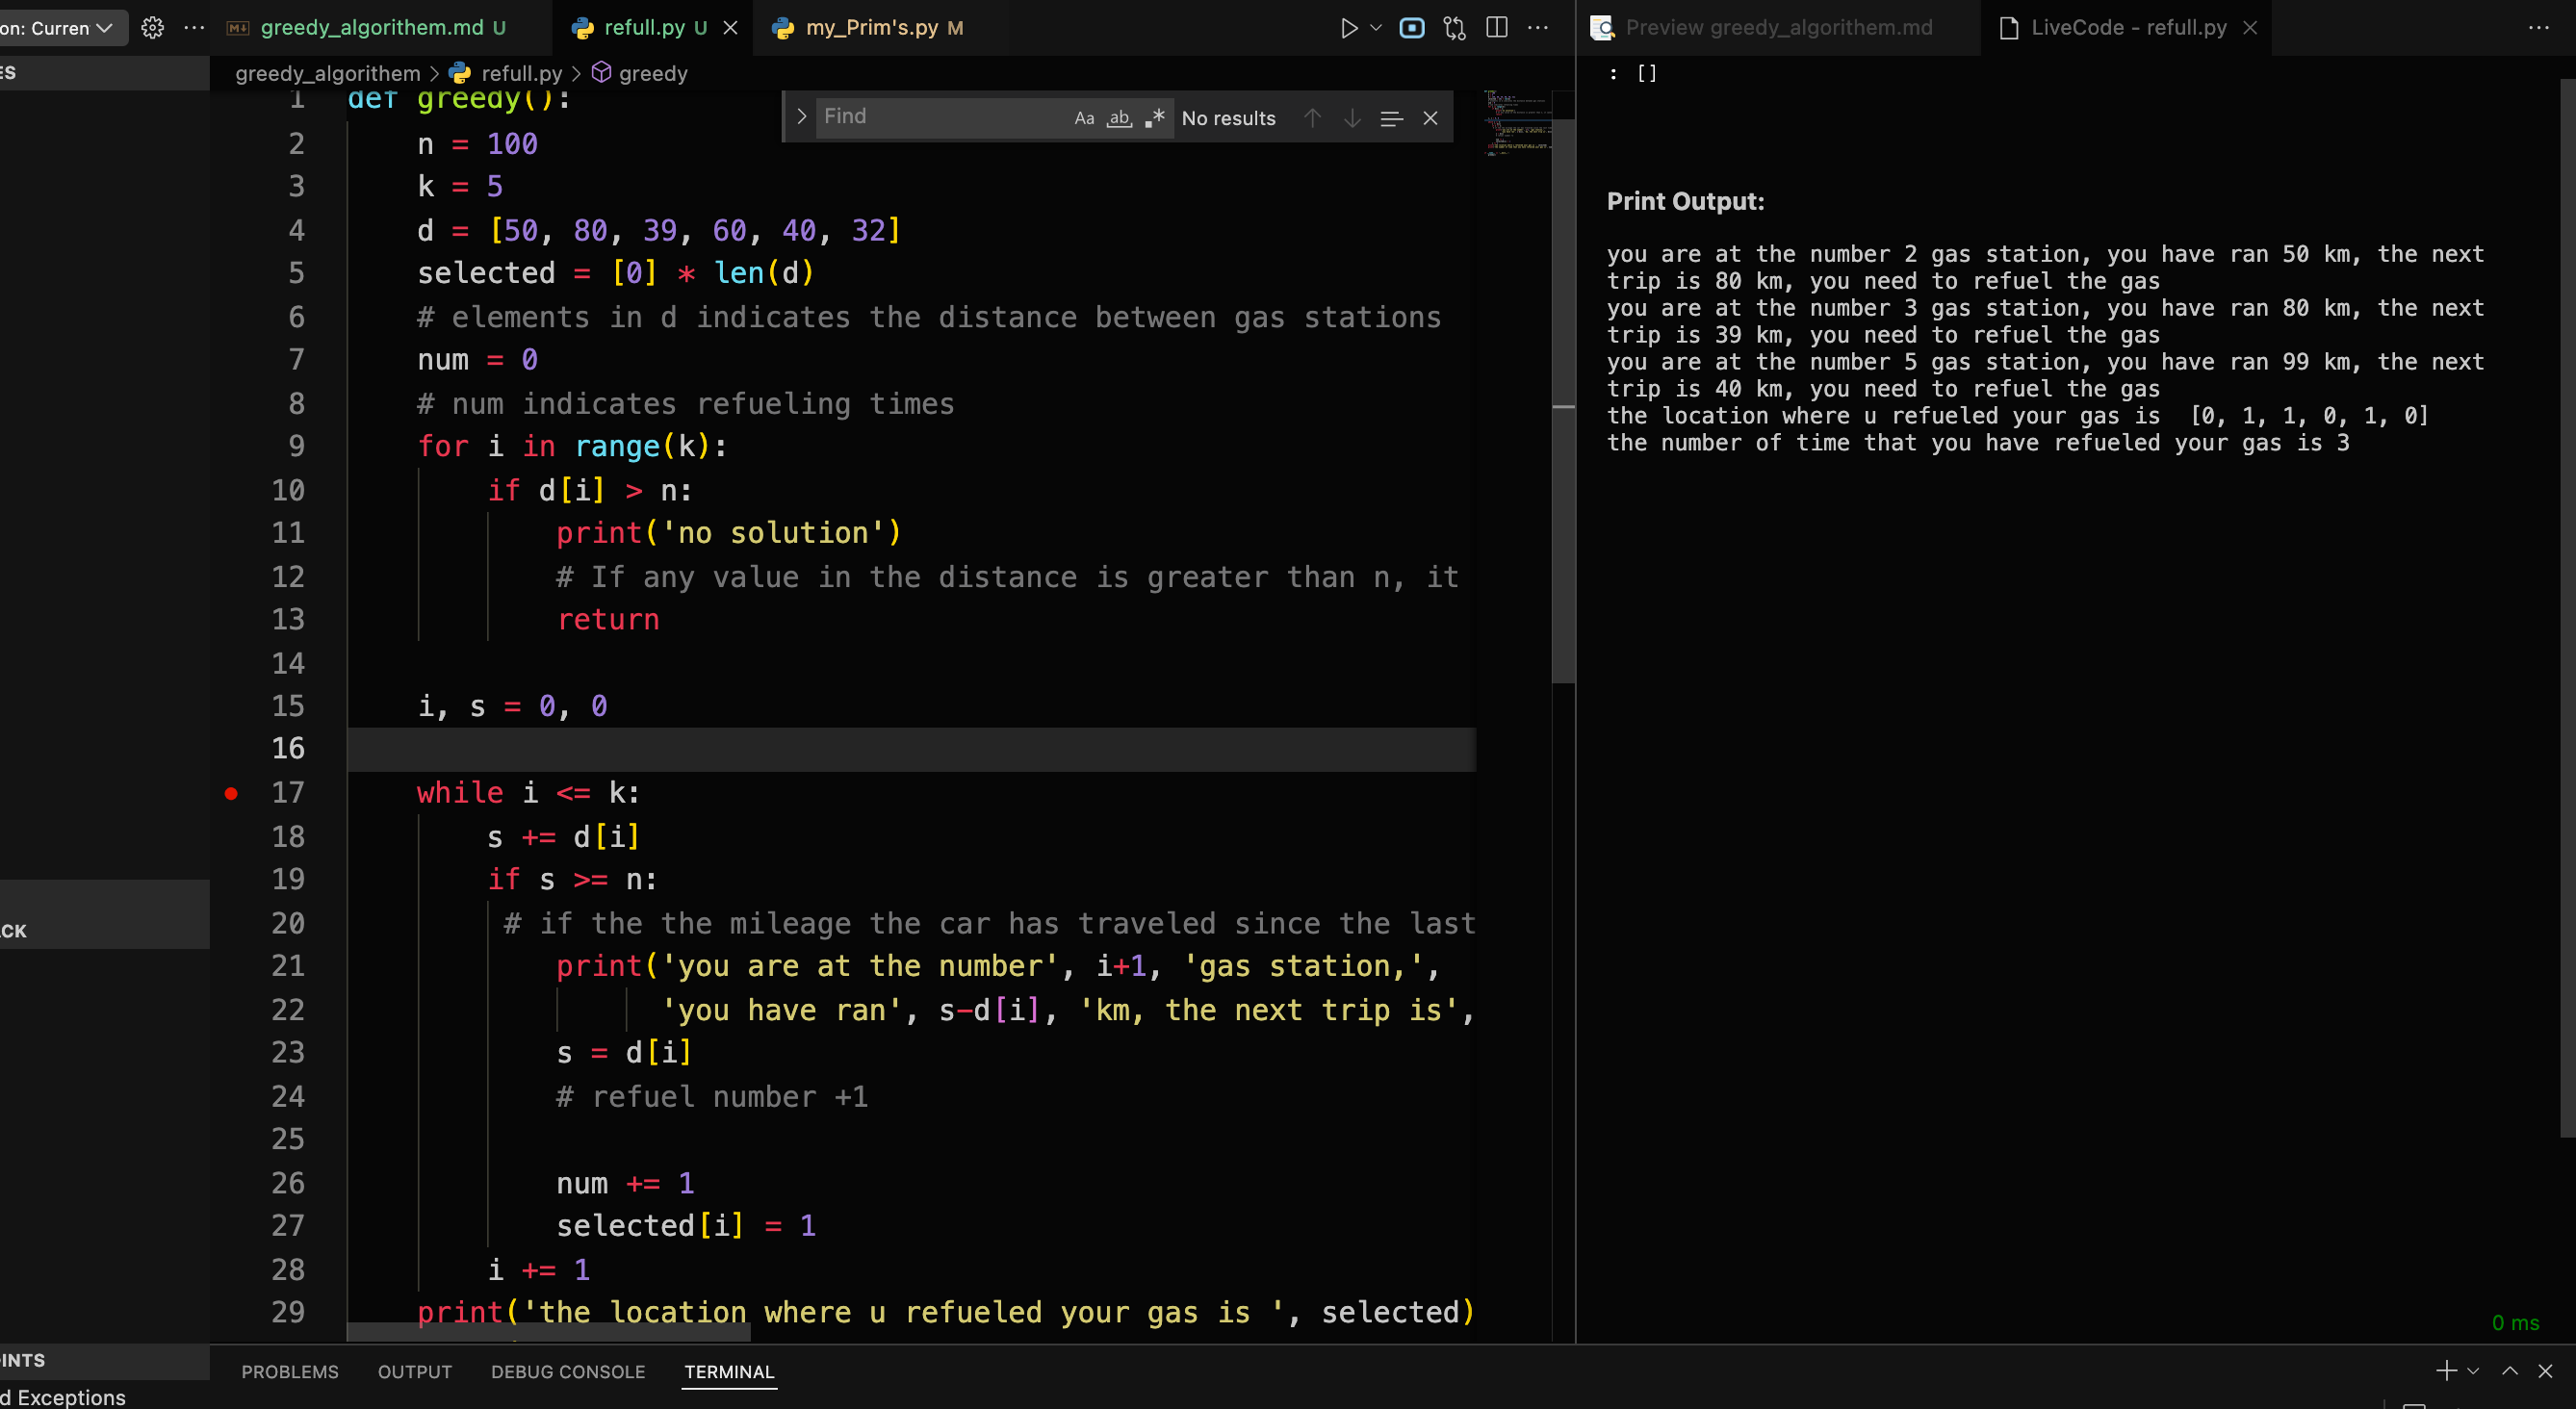 on: Curren
greedy_algorithem.md U
refull.py U
my_Prim's.py M
Preview greedy_algorithem.md
LiveCode - refull.py
ES
greedy_algorithem > refull.py > greedy
Find
Aa ab No results
1 def greedy():
2 n = 100
3 k = 5
4 d = [50, 80, 39, 60, 40, 32]
5 selected = [0] * len(d)
6 # elements in d indicates the distance between gas stations
7 num = 0
8 # num indicates refueling times
9 for i in range(k):
10 if d[i] > n:
11 print('no solution')
12 # If any value in the distance is greater than n, it
13 return
14
15 i, s = 0, 0
16
17 while i <= k:
18 s += d[i]
19 if s >= n:
20 # if the the mileage the car has traveled since the last
21 print('you are at the number', i+1, 'gas station,',
22 'you have ran', s-d[i], 'km, the next trip is',
23 s = d[i]
24 # refuel number +1
25
26 num += 1
27 selected[i] = 1
28 i += 1
29 print('the location where u refueled your gas is ', selected)
CK
INTS
d Exceptions
: []
Print Output:
you are at the number 2 gas station, you have ran 50 km, the next
trip is 80 km, you need to refuel the gas
you are at the number 3 gas station, you have ran 80 km, the next
trip is 39 km, you need to refuel the gas
you are at the number 5 gas station, you have ran 99 km, the next
trip is 40 km, you need to refuel the gas
the location where u refueled your gas is  [0, 1, 1, 0, 1, 0]
the number of time that you have refueled your gas is 3
0 ms
PROBLEMS OUTPUT DEBUG CONSOLE TERMINAL